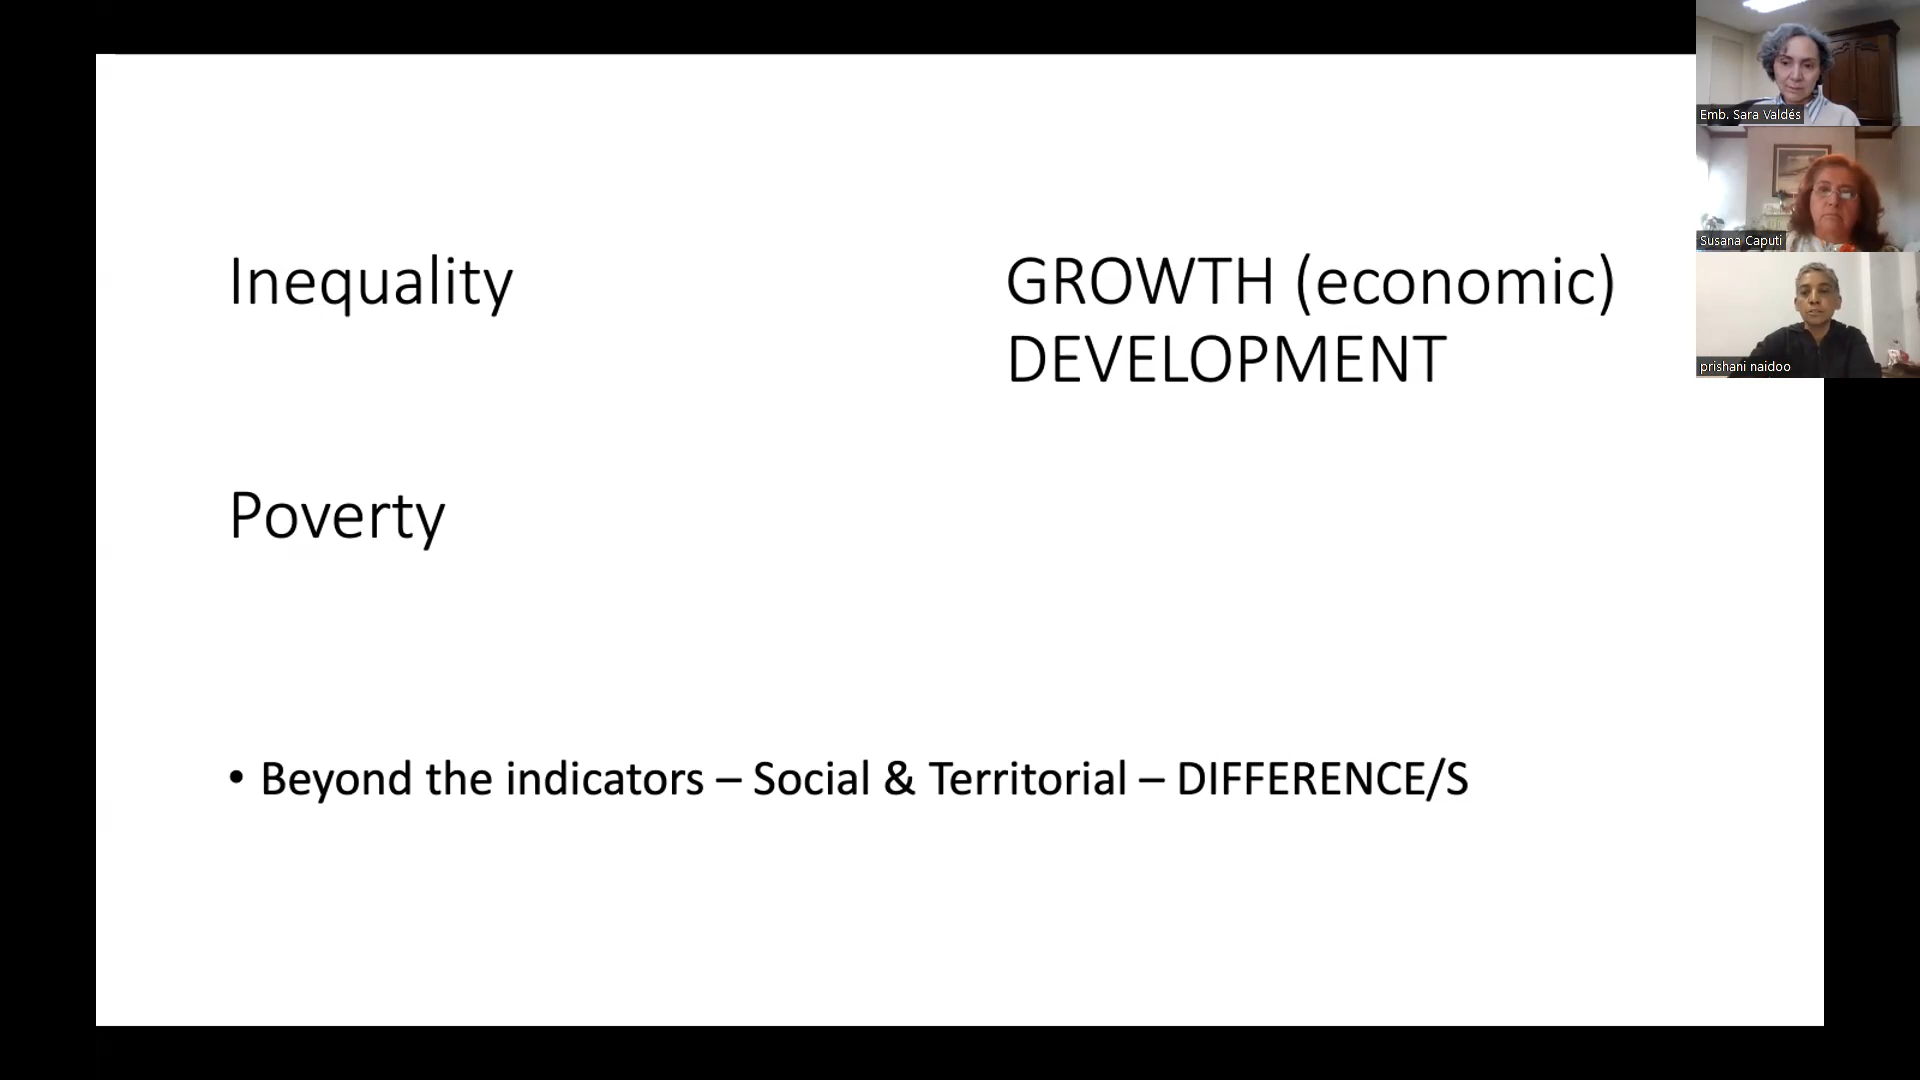 Inequality
GROWTH (economic)
DEVELOPMENT
Poverty
• Beyond the indicators – Social & Territorial – DIFFERENCE/S
Emb. Sara Valdés
Susana Caputi
prishani naidoo